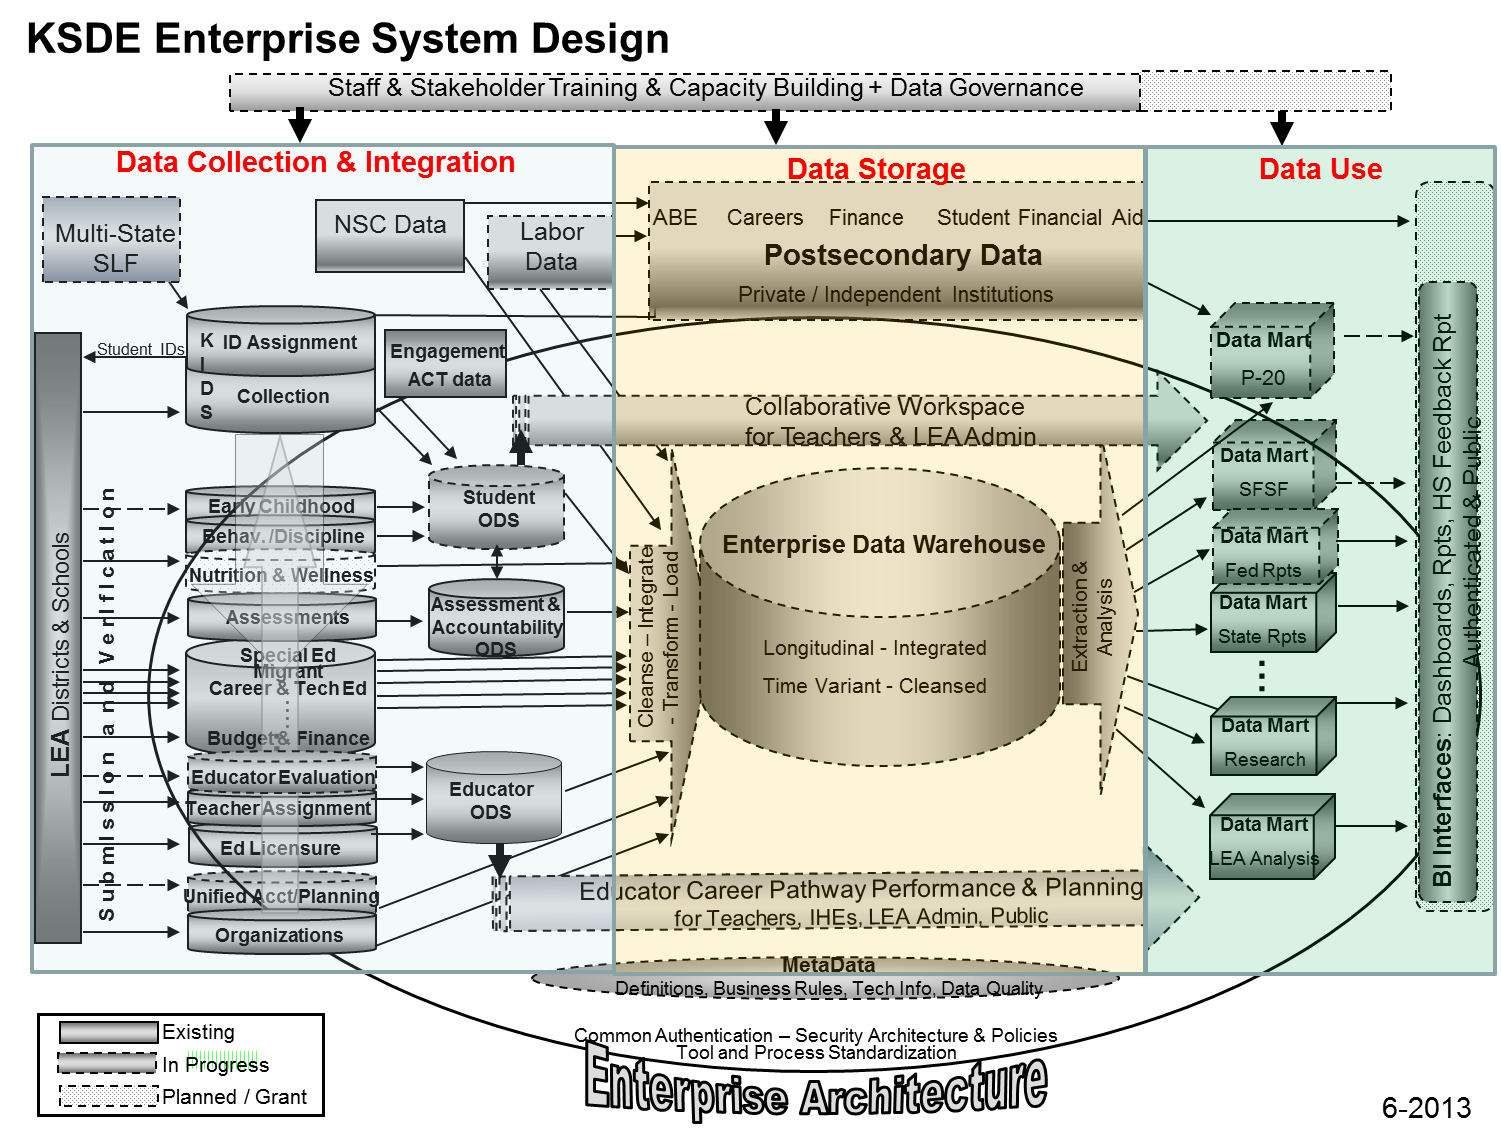 KSDE Enterprise System Design
Staff & Stakeholder Training & Capacity Building + Data Governance
Data Collection & Integration
Data Storage
Data Use
Multi-State
SLF
NSC Data
Labor
Data
ABE Careers Finance Student Financial Aid
Postsecondary Data
Private / Independent Institutions
Student IDs
KIDS
ID Assignment
Collection
Engagement
ACT data
Collaborative Workspace
for Teachers & LEA Admin
LEA Districts & Schools
Submission and Verification
Early Childhood
Behav. /Discipline
Nutrition & Wellness
Assessments
Special Ed
Migrant
Career & Tech Ed
Budget & Finance
Educator Evaluation
Teacher Assignment
Ed Licensure
Unified Acct/Planning
Organizations
Student
ODS
Assessment &
Accountability
ODS
Educator
ODS
Cleanse – Integrate
- Transform - Load
Enterprise Data Warehouse
Longitudinal - Integrated
Time Variant - Cleansed
Extraction &
Analysis
Data Mart
P-20
Data Mart
SFSF
Data Mart
Fed Rpts
Data Mart
State Rpts
Data Mart
Research
Data Mart
LEA Analysis
BI Interfaces: Dashboards, Rpts, HS Feedback Rpt
Authenticated & Public
Educator Career Pathway Performance & Planning
for Teachers, IHEs, LEA Admin, Public
MetaData
Definitions, Business Rules, Tech Info, Data Quality
Common Authentication – Security Architecture & Policies
Tool and Process Standardization
Enterprise Architecture
Existing
In Progress
Planned / Grant
6-2013